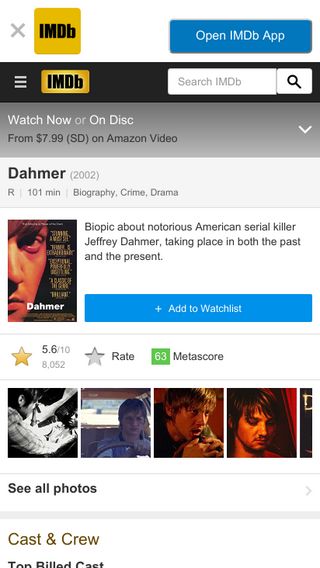 IMDb
Open IMDb App
IMDb
Search IMDb
Watch Now or On Disc
From $7.99 (SD) on Amazon Video
Dahmer (2002)
R | 101 min | Biography, Crime, Drama
Biopic about notorious American serial killer
Jeffrey Dahmer, taking place in both the past
and the present.
Dahmer
+ Add to Watchlist
5.6/10
8,052
Rate
63 Metascore
See all photos
Cast & Crew
Top Billed Cast